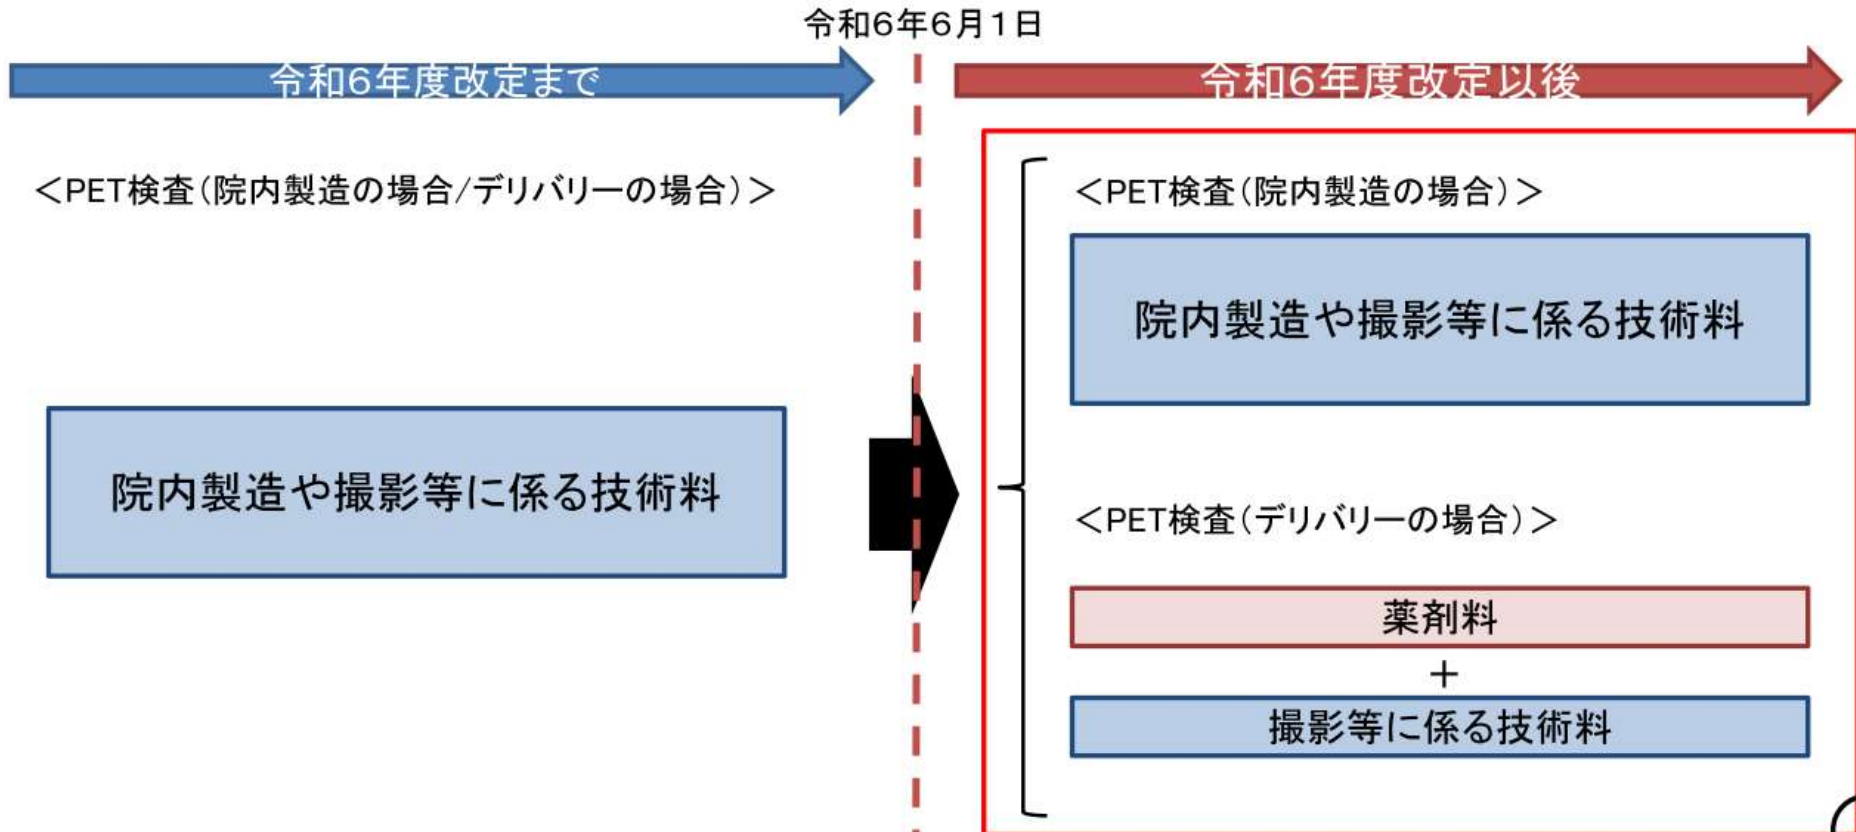 令和6年6月1日
令和6年度改定まで
令和6年度改定以後
＜PET検査（院内製造の場合/デリバリーの場合）＞
院内製造や撮影等に係る技術料
＜PET検査（院内製造の場合）＞
院内製造や撮影等に係る技術料
＜PET検査（デリバリーの場合）＞
薬剤料
＋
撮影等に係る技術料